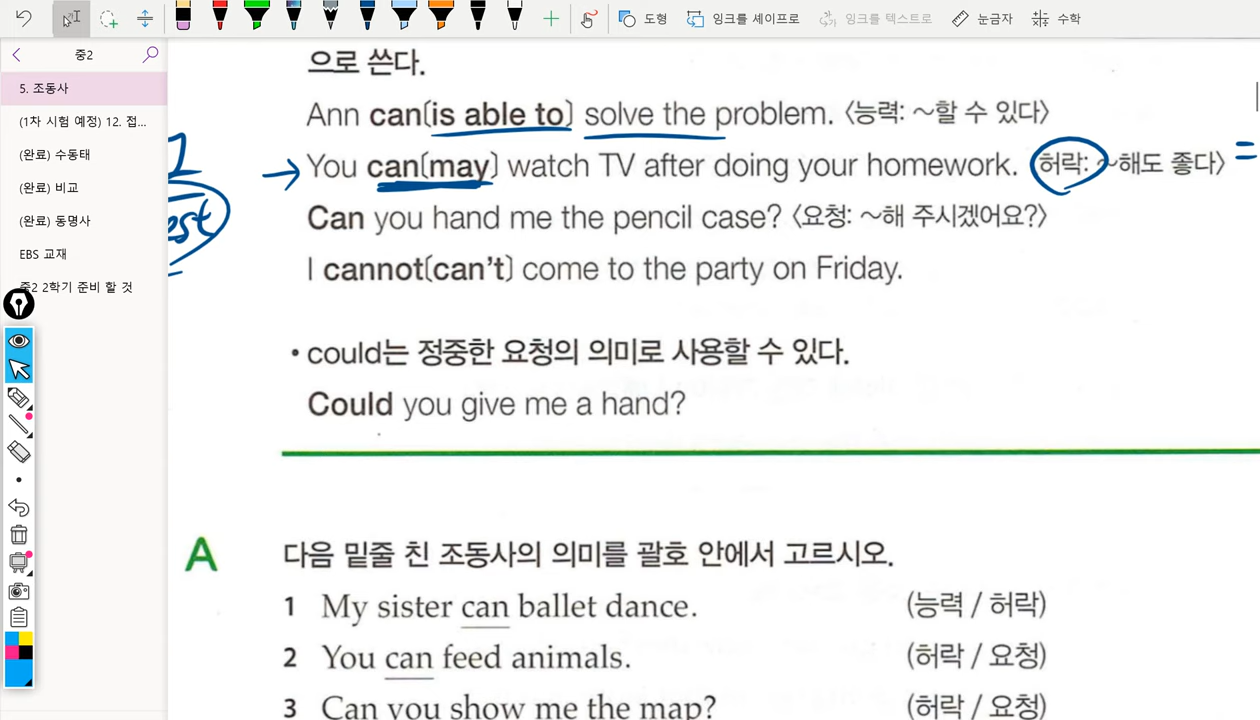 도형
잉크를 셰이프로
잉크를 텍스트로
눈금자
수학
중2
5. 조동사
(1차 시험 예정) 12. 접...
(완료) 수동태
(완료) 비교
(완료) 동명사
EBS 교재
중2 2학기 준비 할 것
으로 쓴다.
Ann can[is able to] solve the problem. <능력: ~할 수 있다>
You can[may] watch TV after doing your homework. 허락: ~해도 좋다> =
Can you hand me the pencil case? <요청: ~해 주시겠어요?>
I cannot[can't] come to the party on Friday.
• could는 정중한 요청의 의미로 사용할 수 있다.
Could you give me a hand?
A 다음 밑줄 친 조동사의 의미를 괄호 안에서 고르시오.
1 My sister can ballet dance. (능력 / 허락)
2 You can feed animals. (허락 / 요청)
3 Can you show me the map? (허락 / 요청)